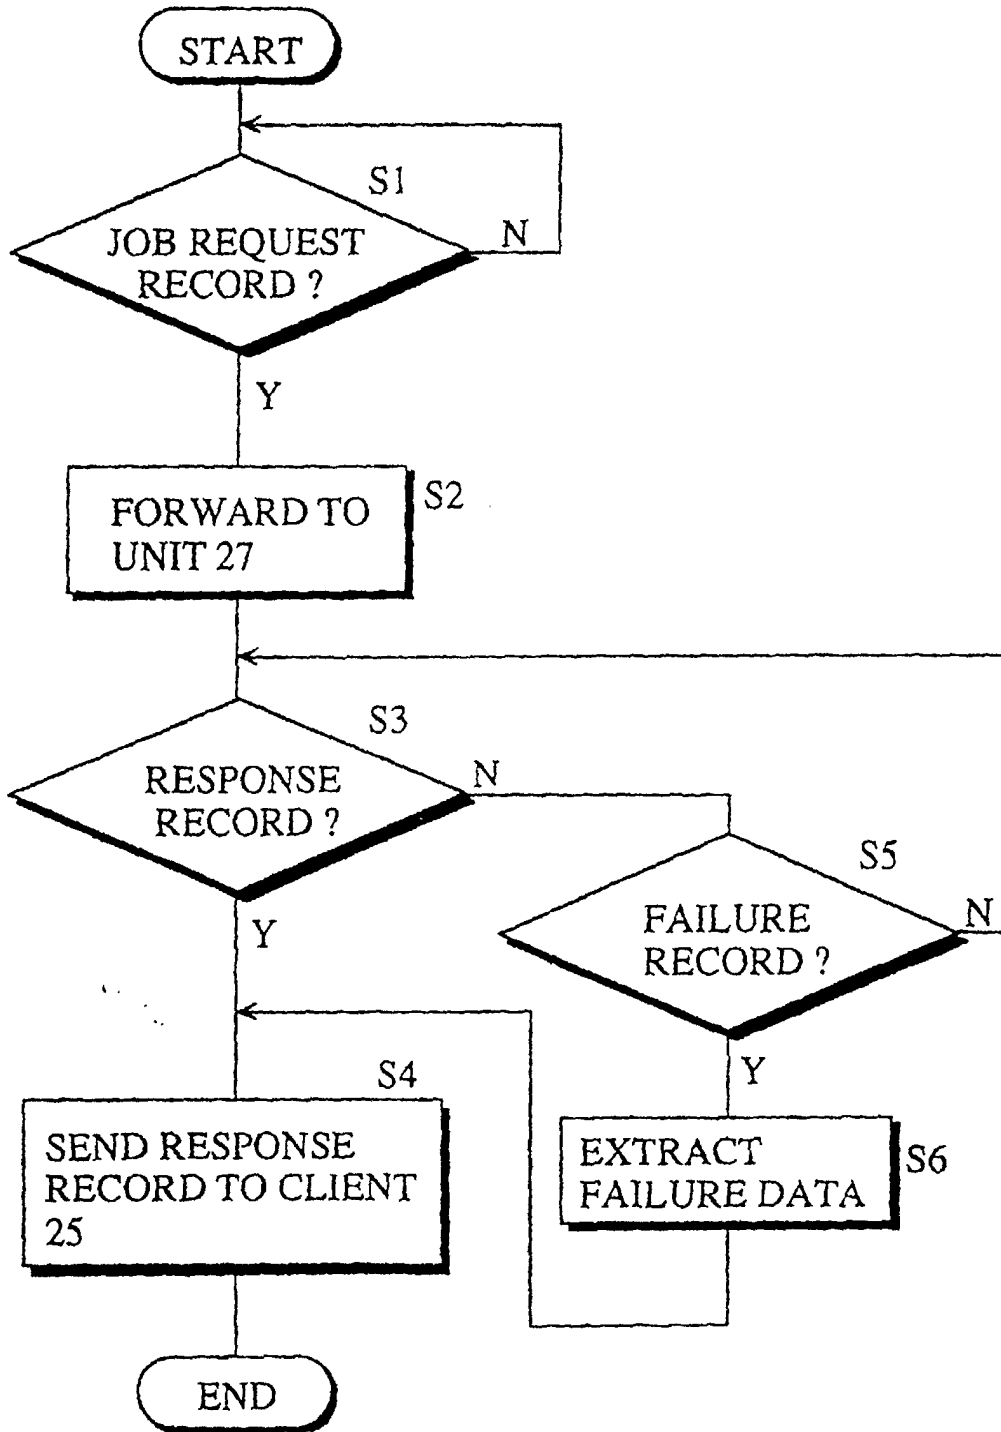 START
S1
JOB REQUEST
RECORD ?
N
Y
S2
FORWARD TO
UNIT 27
S3
RESPONSE
RECORD ?
N
Y
S5
FAILURE
RECORD ?
N
Y
S4
SEND RESPONSE
RECORD TO CLIENT
25
EXTRACT
FAILURE DATA
S6
END